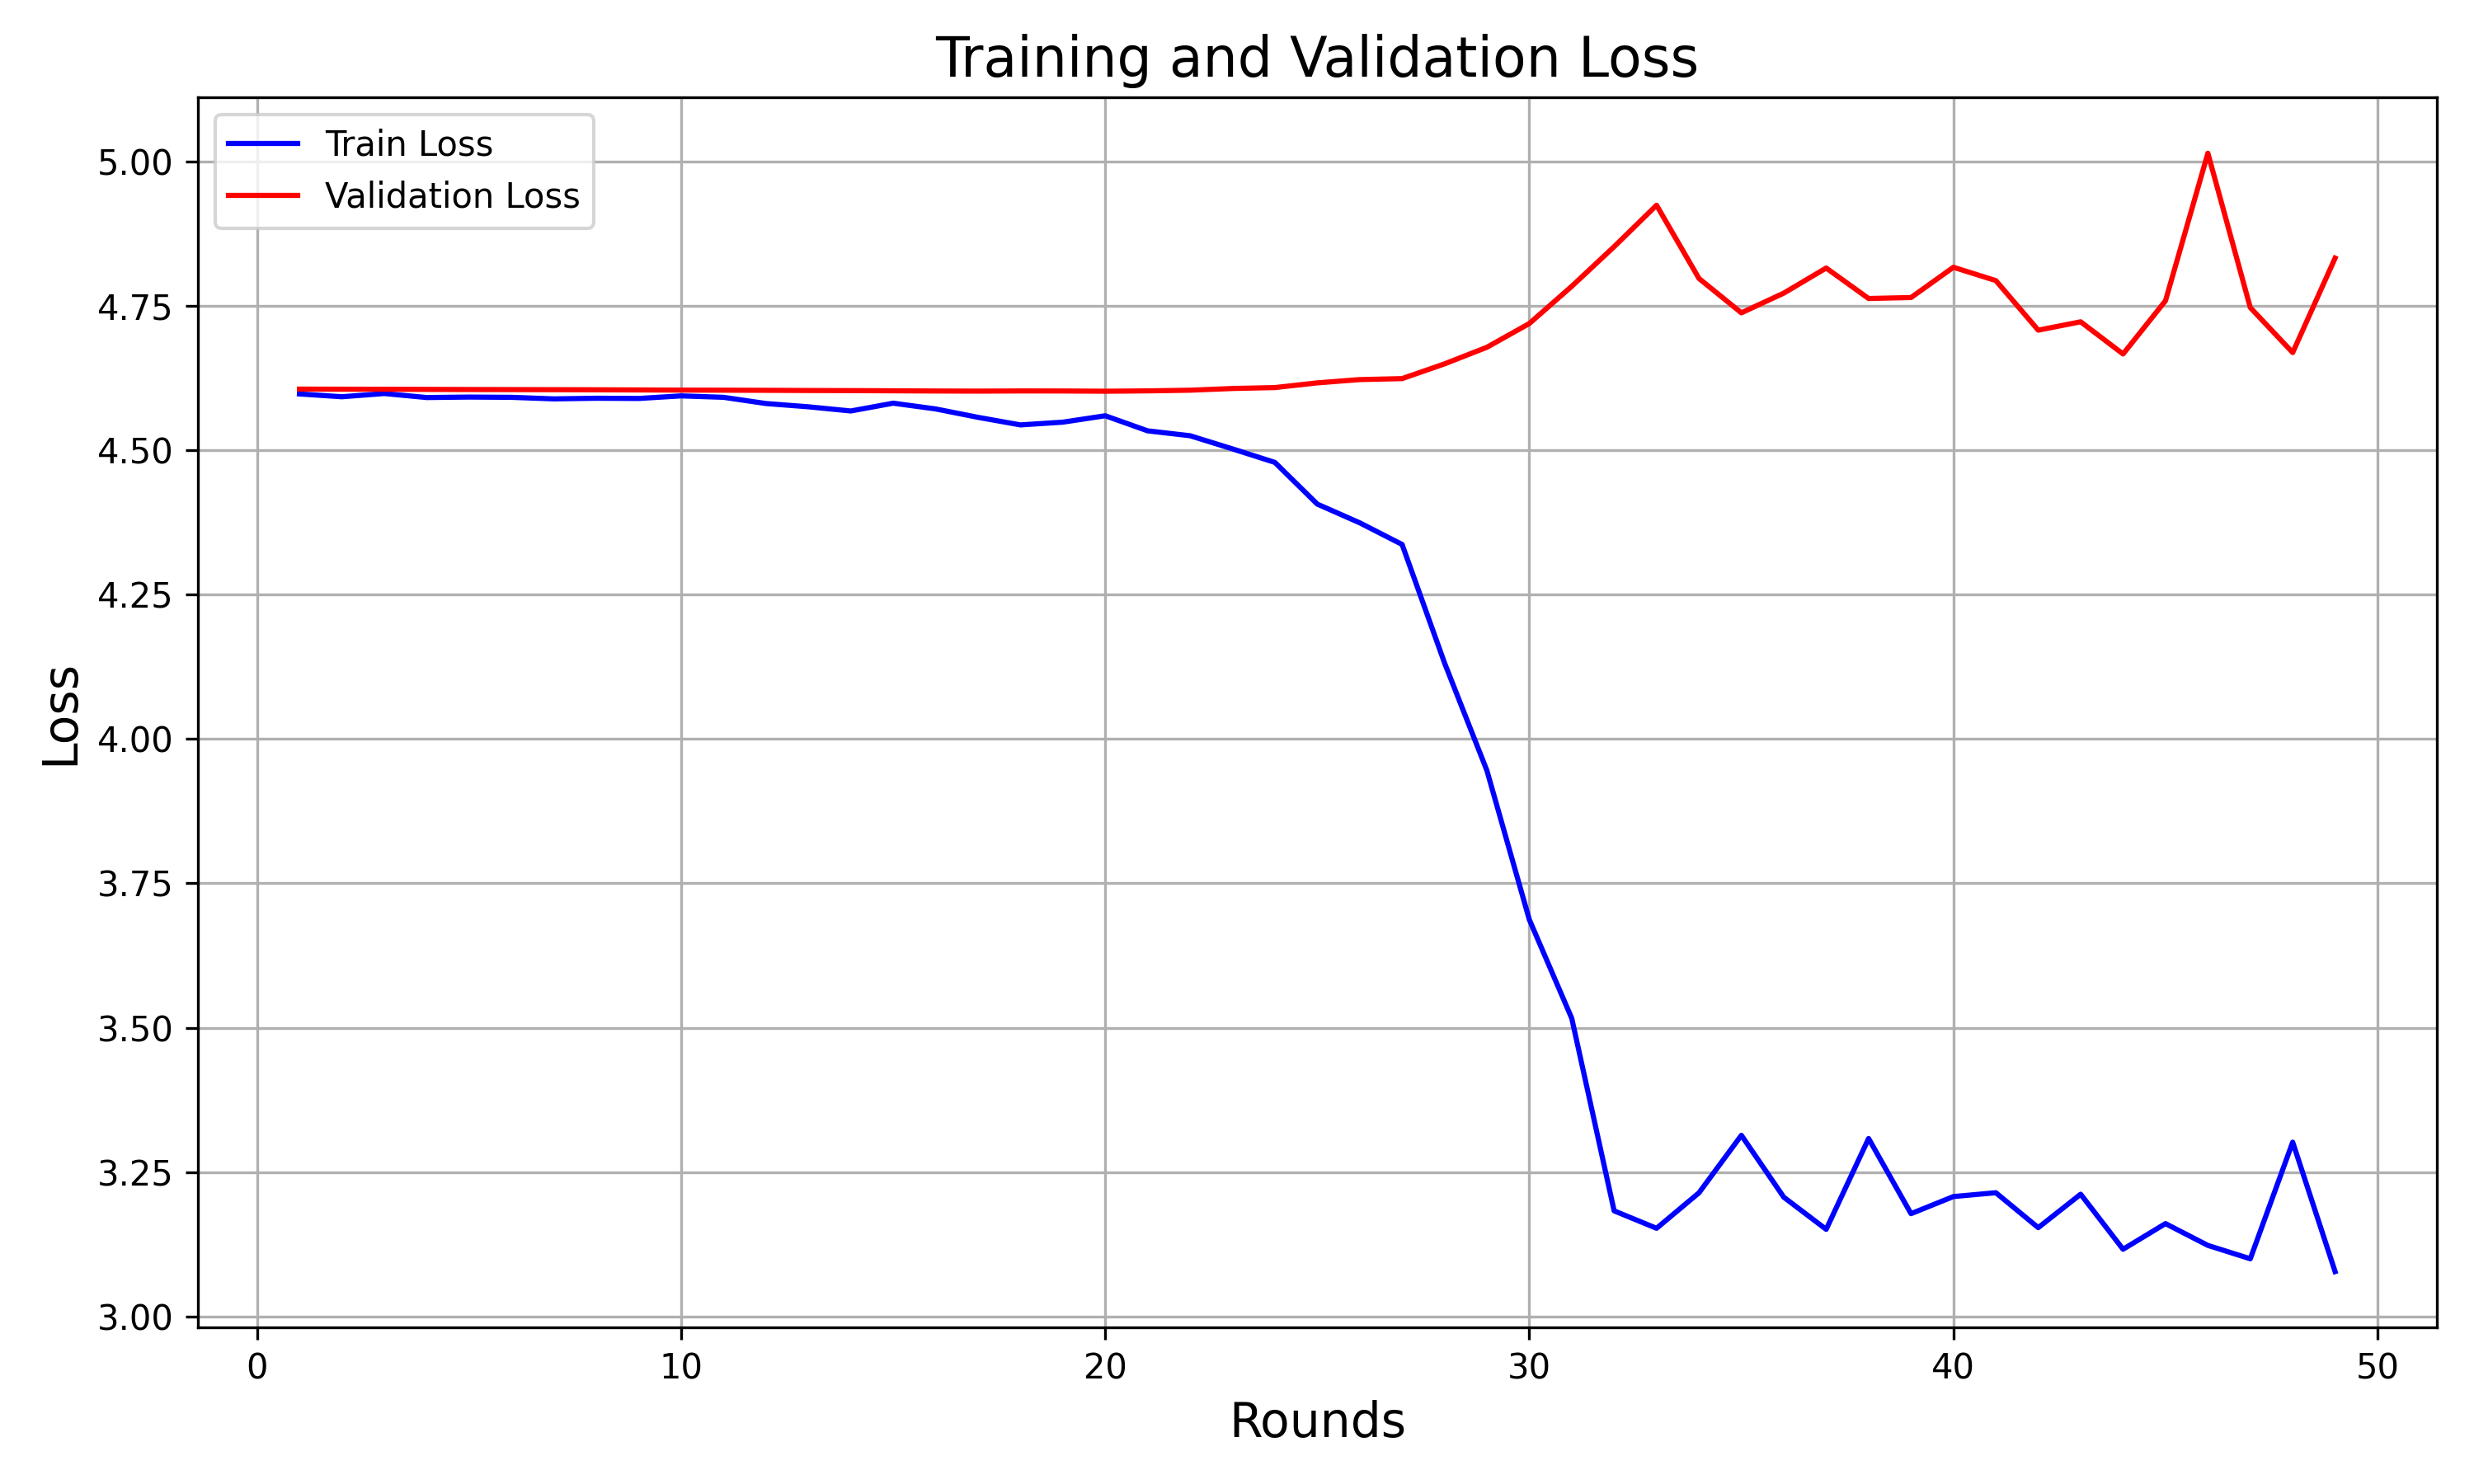 Training and Validation Loss
Train Loss
Validation Loss
5.00
4.75
4.50
4.25
4.00
3.75
3.50
3.25
3.00
Loss
0 10 20 30 40 50
Rounds